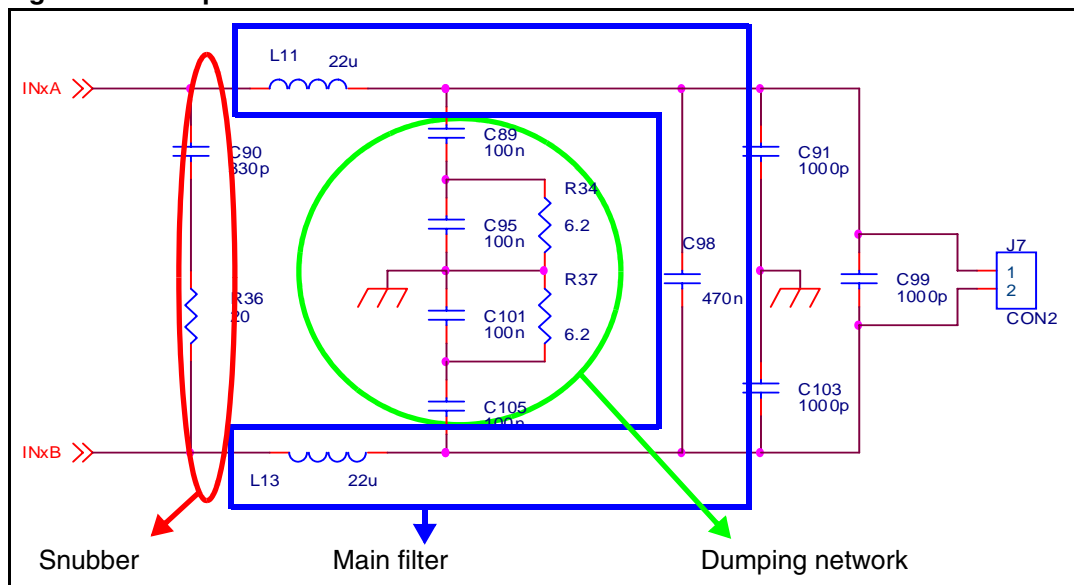 L11
22u
INxA
C89
100n
C90
330p
C91
1000p
R34
C95
100n
6.2
C98
J7
R37
C99
1000p
1
2
470n
R36
20
C101
100n
6.2
CON2
C103
1000p
C105
100n
INxB
L13
22u
Snubber
Main filter
Dumping network